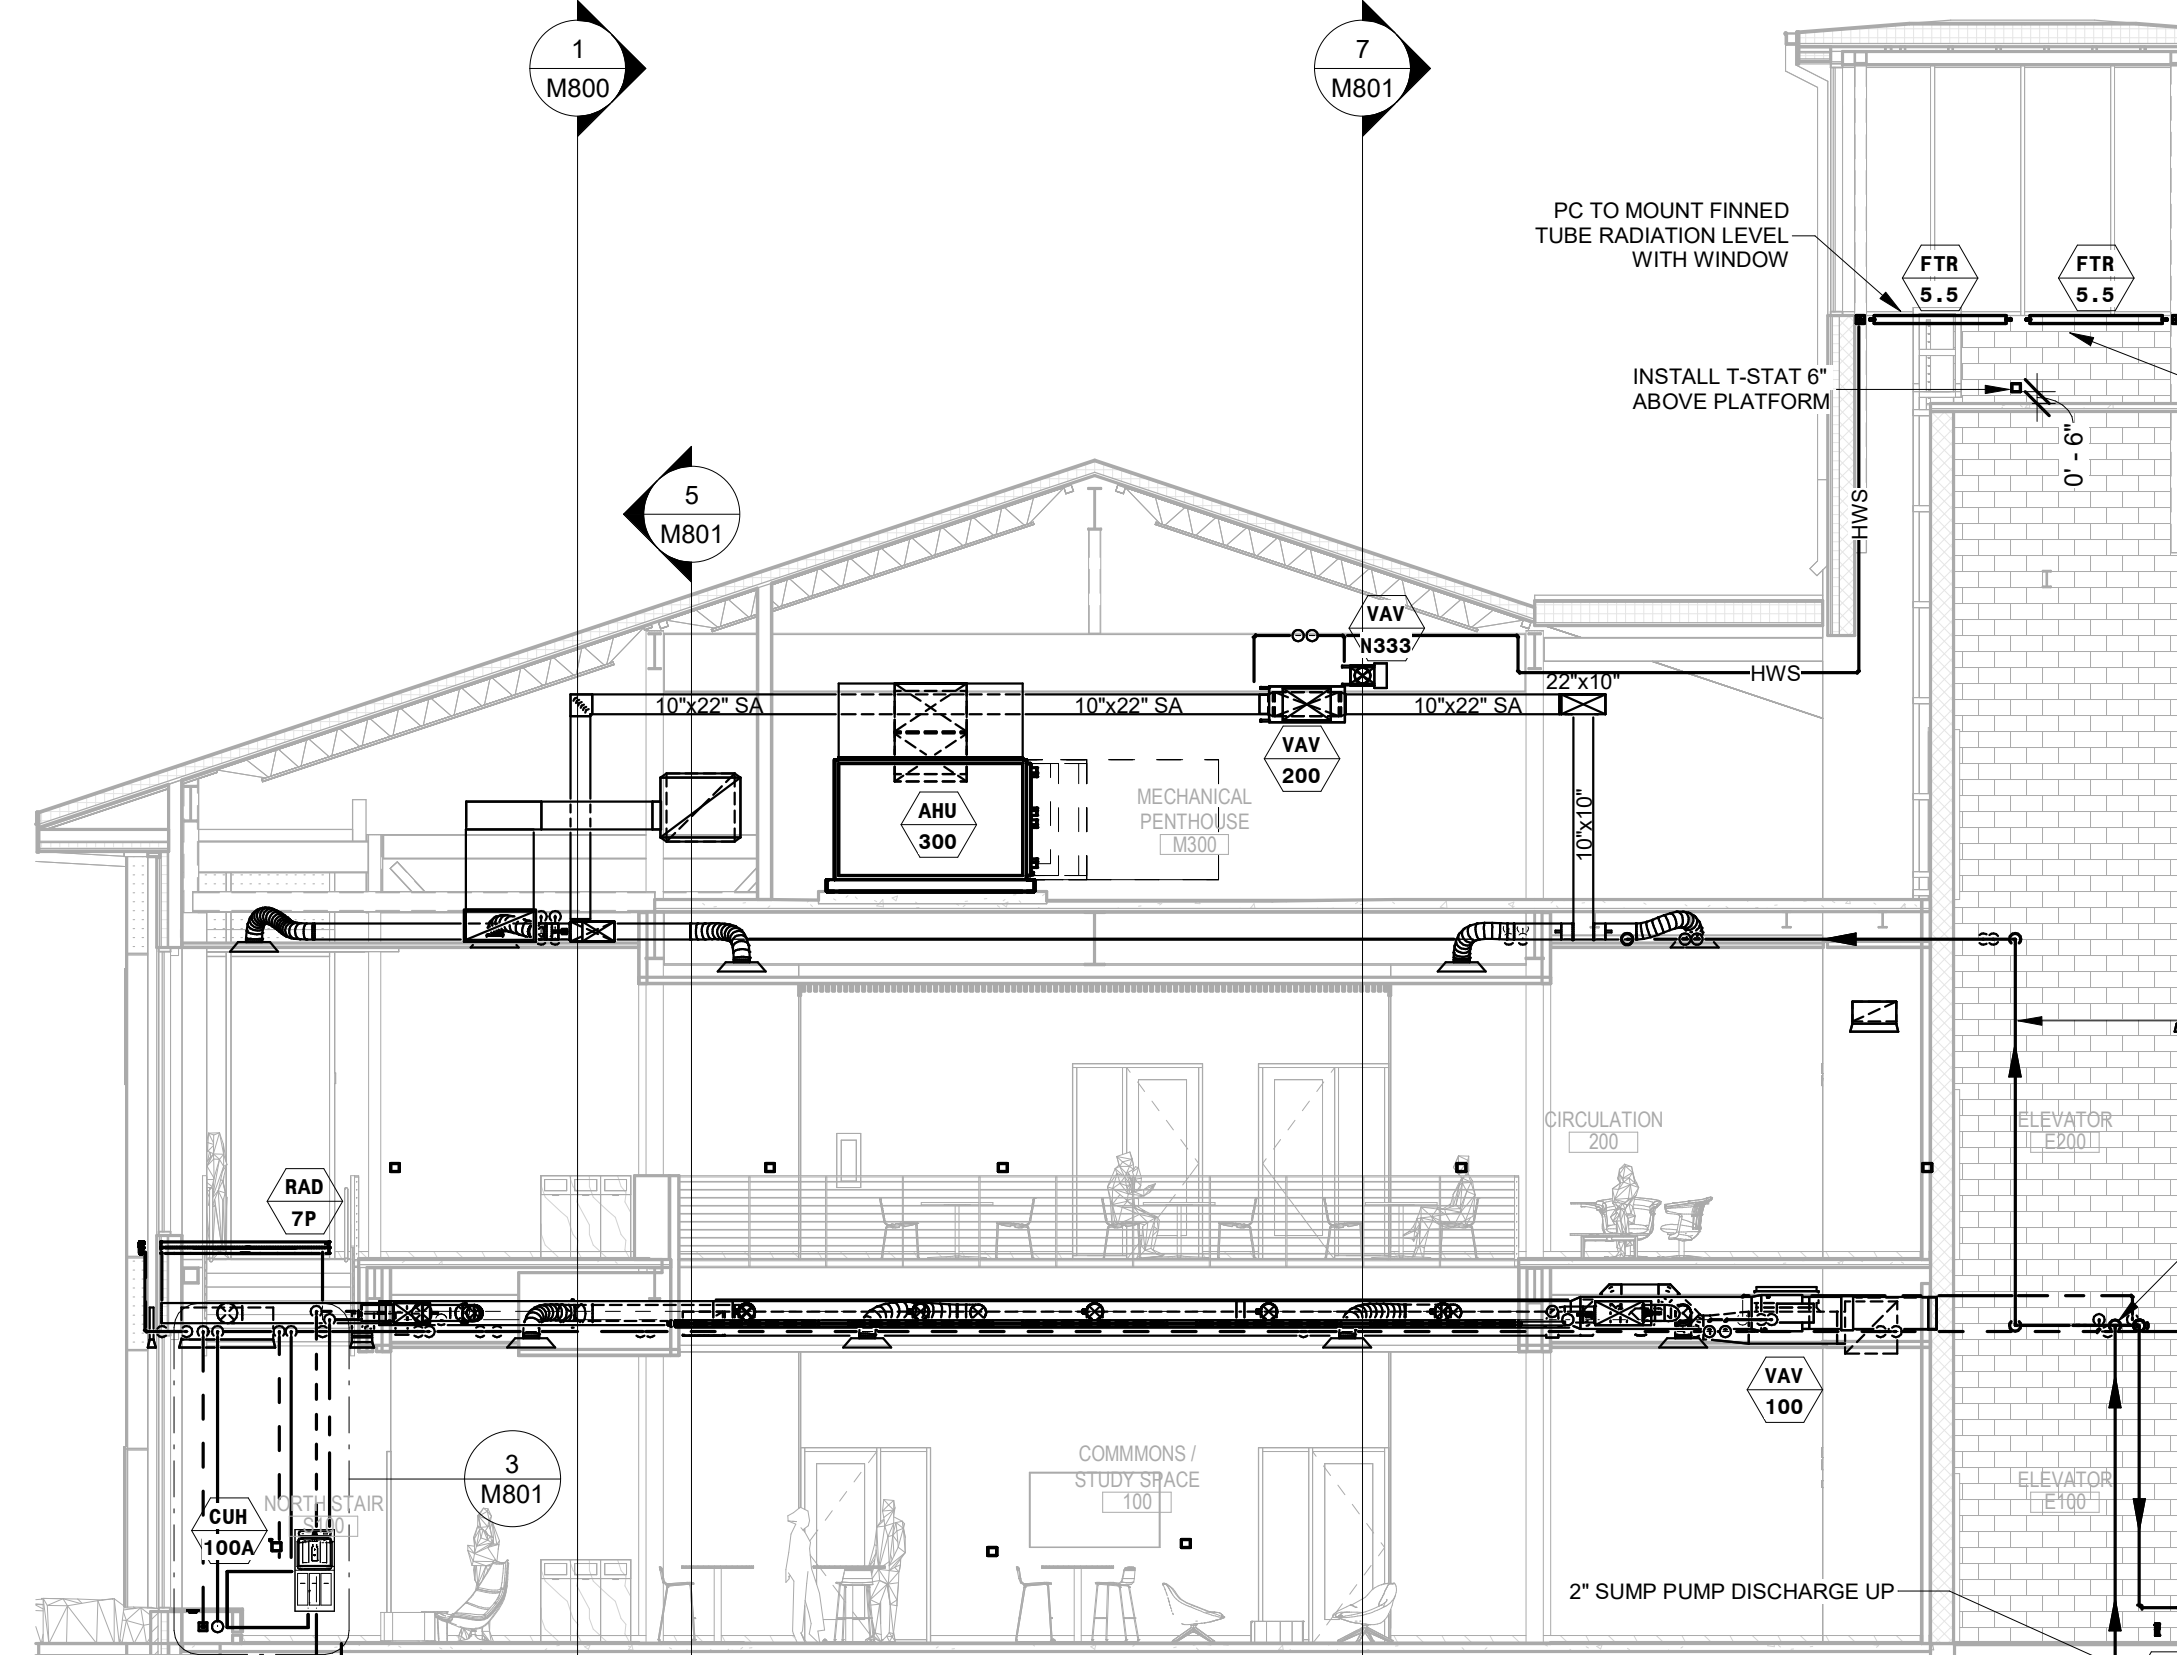 1
M800
7
M801
PC TO MOUNT FINNED
TUBE RADIATION LEVEL
WITH WINDOW
FTR
5.5
FTR
5.5
INSTALL T-STAT 6"
ABOVE PLATFORM
0' - 6"
HWS
5
M801
VAV
N333
HWS
22"x10"
10"x22" SA
10"x22" SA
10"x22" SA
VAV
200
AHU
300
MECHANICAL
PENTHOUSE
M300
10"x10"
CIRCULATION
200
ELEVATOR
E200
RAD
7P
VAV
100
COMMMONS /
STUDY SPACE
100
3
M801
NORTH STAIR
S100
CUH
100A
ELEVATOR
E100
2" SUMP PUMP DISCHARGE UP